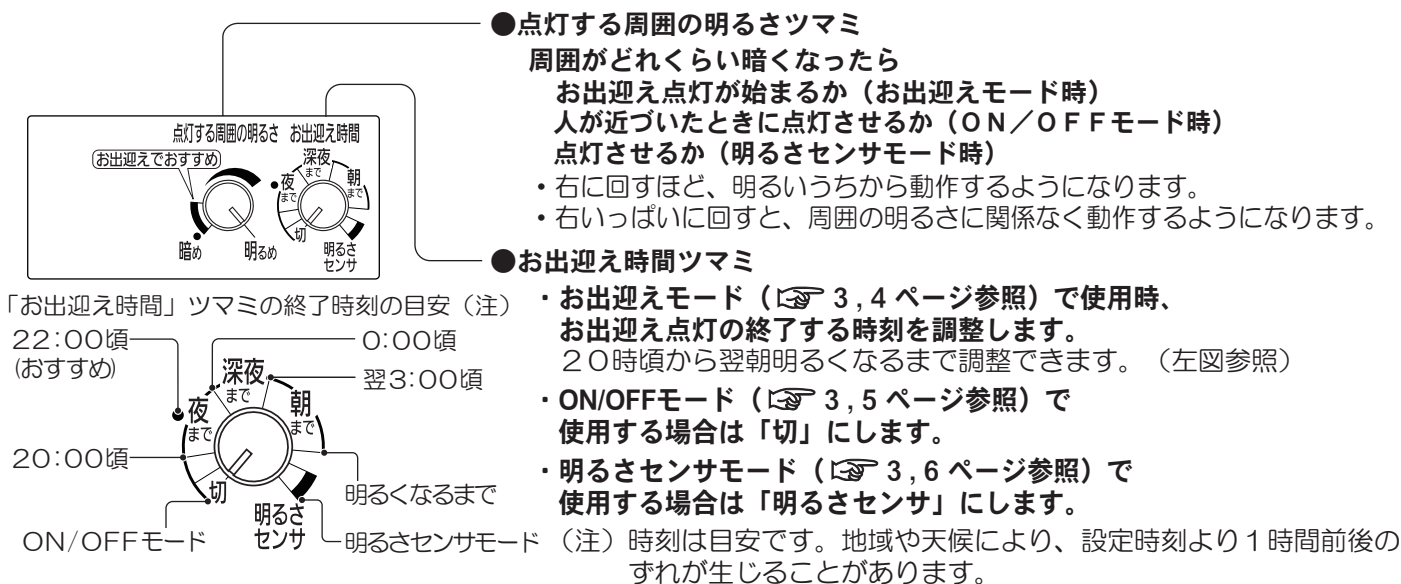 ●点灯する周囲の明るさツマミ
周囲がどれくらい暗くなったら
お出迎え点灯が始まるか（お出迎えモード時）
人が近づいたときに点灯させるか（ＯＮ／ＯＦＦモード時）
点灯させるか（明るさセンサモード時）
・右に回すほど、明るいうちから動作するようになります。
・右いっぱいに回すと、周囲の明るさに関係なく動作するようになります。
点灯する周囲の明るさ お出迎え時間
お出迎えでおすすめ
暗め 明るめ
切
夜まで
深夜まで
朝まで
明るさ
センサ
●お出迎え時間ツマミ
・お出迎えモード（☞ 3 , 4 ページ参照）で使用時、
お出迎え点灯の終了する時刻を調整します。
２０時頃から翌朝明るくなるまで調整できます。（左図参照）
・ON/OFFモード（☞ 3 , 5 ページ参照）で
使用する場合は「切」にします。
・明るさセンサモード（☞ 3 , 6 ページ参照）で
使用する場合は「明るさセンサ」にします。
（注）時刻は目安です。地域や天候により、設定時刻より１時間前後の
ずれが生じることがあります。
「お出迎え時間」ツマミの終了時刻の目安（注）
22:00頃
(おすすめ)
0:00頃
翌3:00頃
20:00頃
明るくなるまで
ON/OFFモード
明るさセンサモード
切
夜まで
深夜まで
朝まで
明るさ
センサ